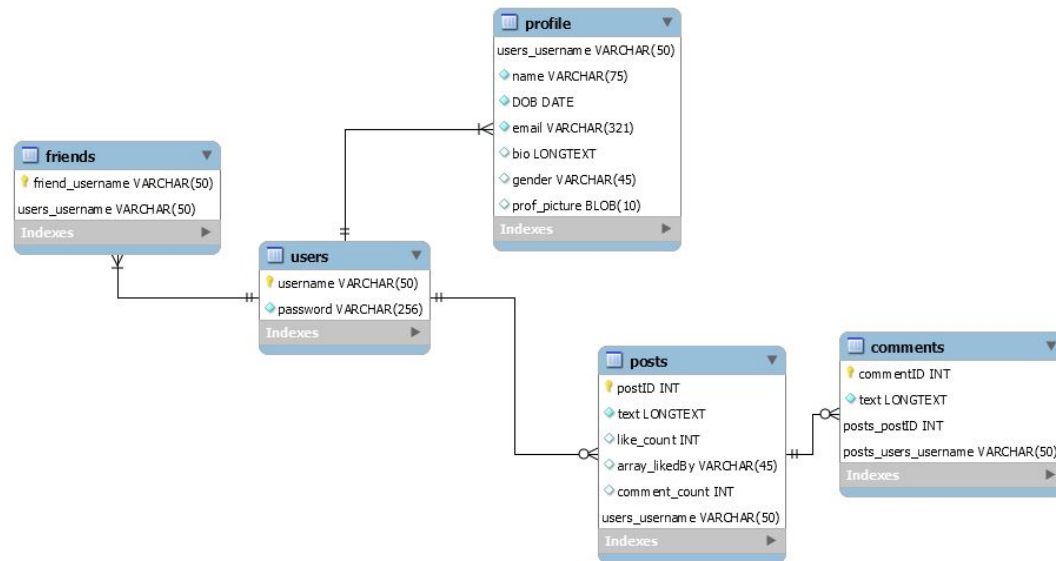 profile
users_username VARCHAR(50)
name VARCHAR(75)
DOB DATE
email VARCHAR(321)
bio LONGTEXT
gender VARCHAR(45)
prof_picture BLOB(10)
Indexes
friends
friend_username VARCHAR(50)
users_username VARCHAR(50)
Indexes
users
username VARCHAR(50)
password VARCHAR(256)
Indexes
posts
postID INT
text LONGTEXT
like_count INT
array_likedBy VARCHAR(45)
comment_count INT
users_username VARCHAR(50)
Indexes
comments
commentID INT
text LONGTEXT
posts_postID INT
posts_users_username VARCHAR(50)
Indexes